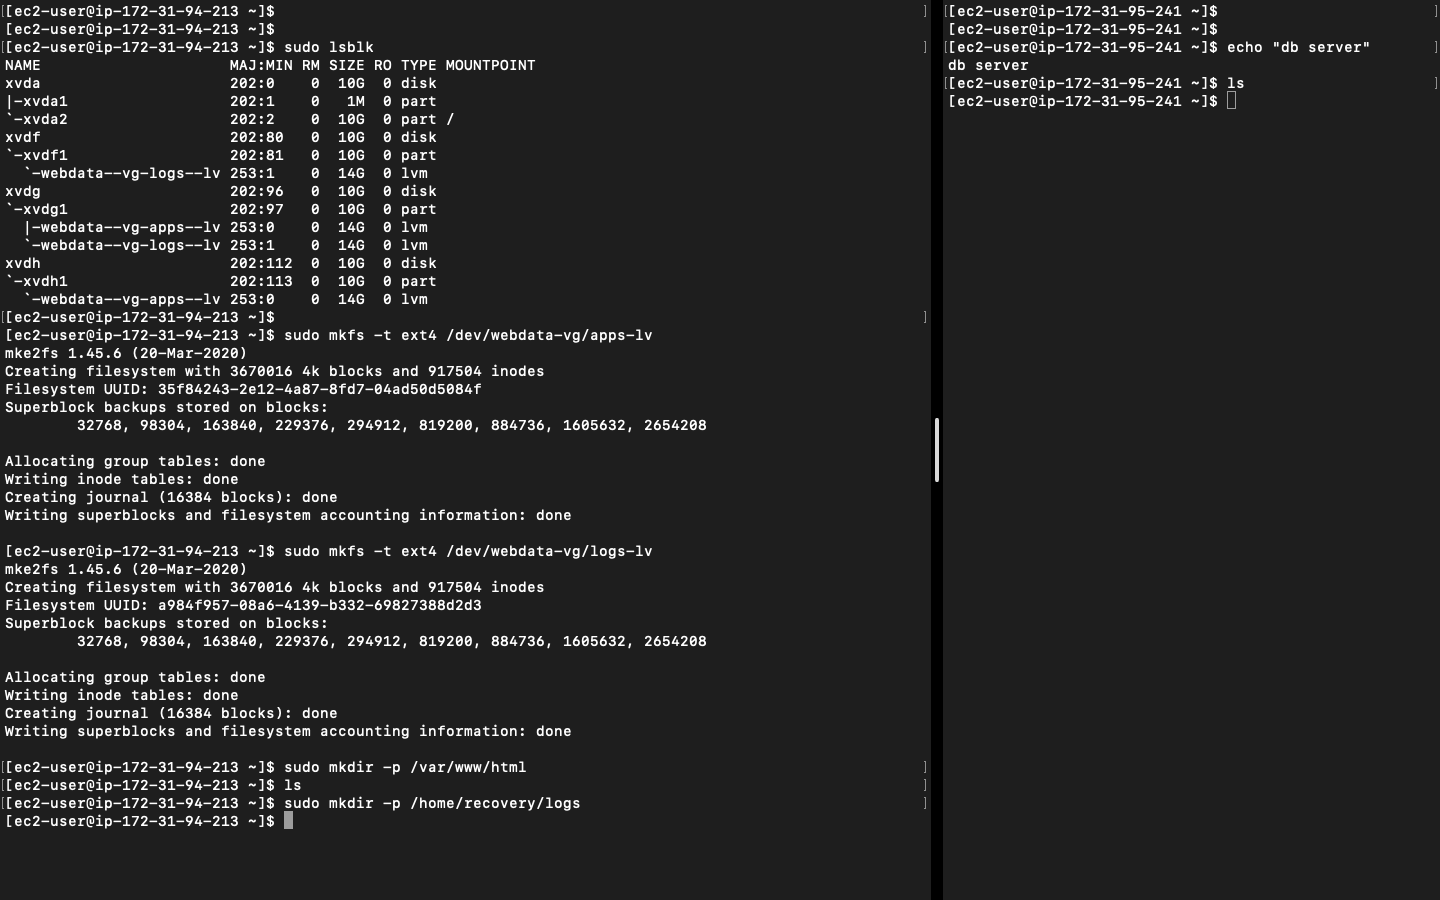 [ec2-user@ip-172-31-94-213 ~]$
[ec2-user@ip-172-31-94-213 ~]$
[ec2-user@ip-172-31-94-213 ~]$ sudo lsblk
NAME                     MAJ:MIN RM SIZE RO TYPE MOUNTPOINT
xvda                     202:0    0  10G  0 disk
|-xvda1                  202:1    0   1M  0 part
`-xvda2                  202:2    0  10G  0 part /
xvdf                     202:80   0  10G  0 disk
`-xvdf1                  202:81   0  10G  0 part
  `-webdata--vg-logs--lv 253:1    0  14G  0 lvm
xvdg                     202:96   0  10G  0 disk
`-xvdg1                  202:97   0  10G  0 part
  |-webdata--vg-apps--lv 253:0    0  14G  0 lvm
  `-webdata--vg-logs--lv 253:1    0  14G  0 lvm
xvdh                     202:112  0  10G  0 disk
`-xvdh1                  202:113  0  10G  0 part
  `-webdata--vg-apps--lv 253:0    0  14G  0 lvm
[ec2-user@ip-172-31-94-213 ~]$
[ec2-user@ip-172-31-94-213 ~]$ sudo mkfs -t ext4 /dev/webdata-vg/apps-lv
mke2fs 1.45.6 (20-Mar-2020)
Creating filesystem with 3670016 4k blocks and 917504 inodes
Filesystem UUID: 35f84243-2e12-4a87-8fd7-04ad50d5084f
Superblock backups stored on blocks:
        32768, 98304, 163840, 229376, 294912, 819200, 884736, 1605632, 2654208
Allocating group tables: done
Writing inode tables: done
Creating journal (16384 blocks): done
Writing superblocks and filesystem accounting information: done
[ec2-user@ip-172-31-94-213 ~]$ sudo mkfs -t ext4 /dev/webdata-vg/logs-lv
mke2fs 1.45.6 (20-Mar-2020)
Creating filesystem with 3670016 4k blocks and 917504 inodes
Filesystem UUID: a984f957-08a6-4139-b332-69827388d2d3
Superblock backups stored on blocks:
        32768, 98304, 163840, 229376, 294912, 819200, 884736, 1605632, 2654208
Allocating group tables: done
Writing inode tables: done
Creating journal (16384 blocks): done
Writing superblocks and filesystem accounting information: done
[ec2-user@ip-172-31-94-213 ~]$ sudo mkdir -p /var/www/html
[ec2-user@ip-172-31-94-213 ~]$ ls
[ec2-user@ip-172-31-94-213 ~]$ sudo mkdir -p /home/recovery/logs
[ec2-user@ip-172-31-94-213 ~]$
[ec2-user@ip-172-31-95-241 ~]$
[ec2-user@ip-172-31-95-241 ~]$
[ec2-user@ip-172-31-95-241 ~]$ echo "db server"
db server
[ec2-user@ip-172-31-95-241 ~]$ ls
[ec2-user@ip-172-31-95-241 ~]$